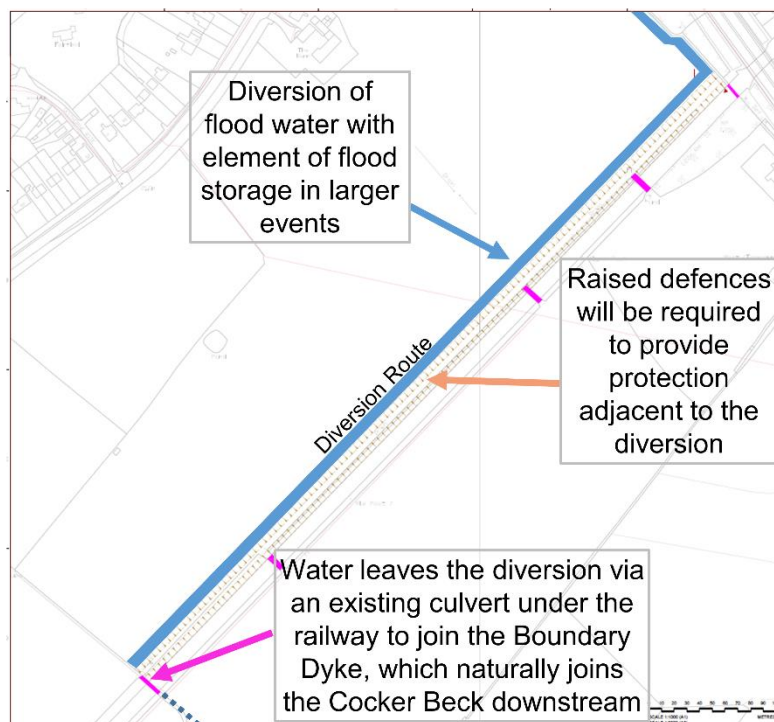 Diversion of
flood water with
element of flood
storage in larger
events
Raised defences
will be required
to provide
protection
adjacent to the
diversion
Diversion Route
Water leaves the diversion via
an existing culvert under the
railway to join the Boundary
Dyke, which naturally joins
the Cocker Beck downstream